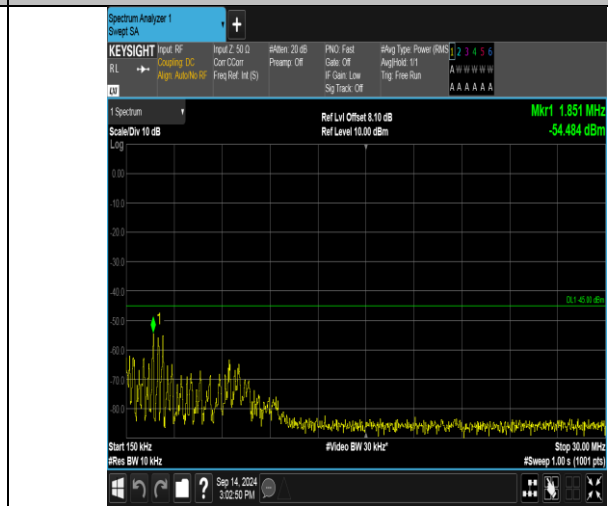 Spectrum Analyzer 1
Swept SA
+
KEYSIGHT Input: RF Input Z: 50 Ω #Atten: 20 dB PNO: Fast #Avg Type: Power (RMS 1 2 3 4 5 6
RL Coupling: DC Corr CCorr Preamp: Off Gate: Off Avg|Hold: 1/1 A W W W W W
Align: Auto/No RF Freq Ref: Int (S) IF Gain: Low Trig: Free Run
LXI Sig Track: Off A A A A A A
1 Spectrum Ref Lvl Offset 8.10 dB Mkr1 1.851 MHz
Scale/Div 10 dB Ref Level 10.00 dBm -54.484 dBm
Log
0.00
-10.0
-20.0
-30.0
-40.0
DL1 -45.00 dBm
1
-50.0
-60.0
-70.0
-80.0
Start 150 kHz #Video BW 30 kHz* Stop 30.00 MHz
#Res BW 10 kHz #Sweep 1.00 s (1001 pts)
? Sep 14, 2024
3:02:50 PM